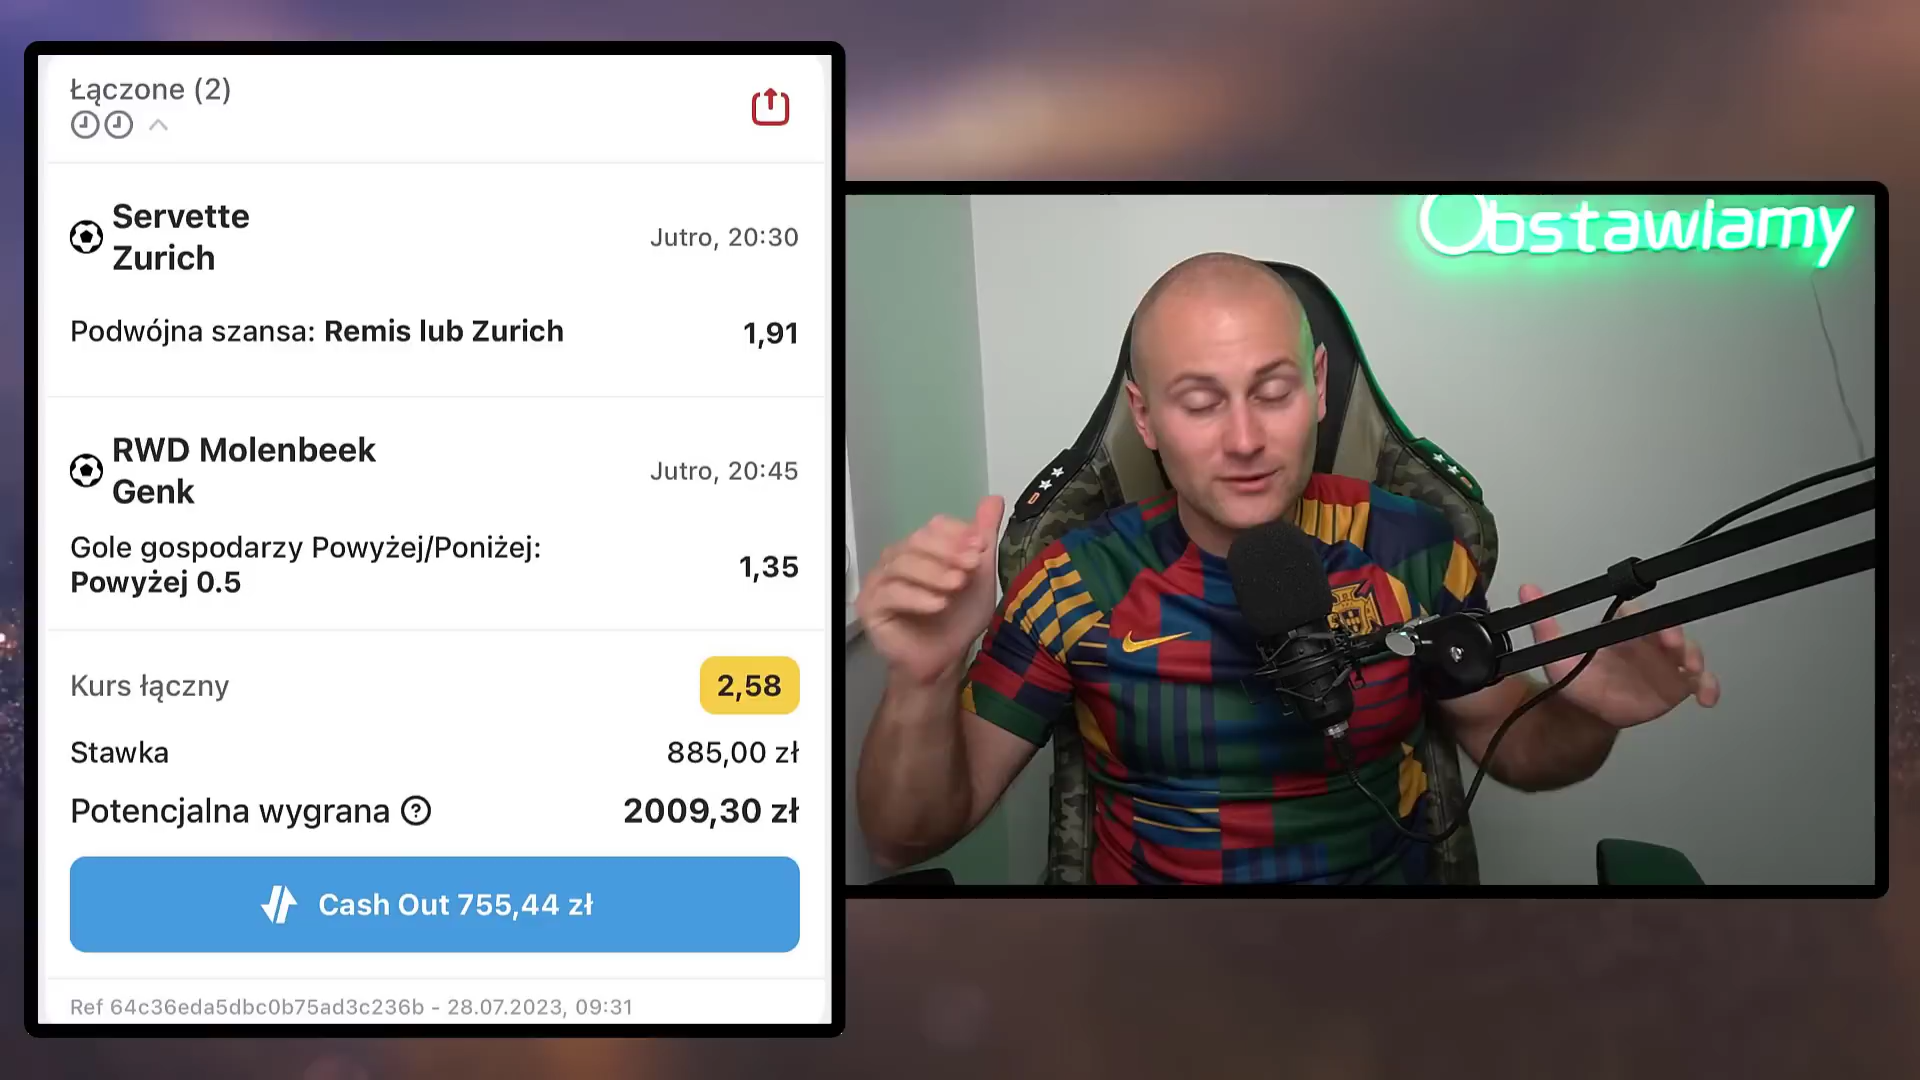 Łączone (2)
Servette
Zurich
Jutro, 20:30
Podwójna szansa: Remis lub Zurich
1,91
RWD Molenbeek
Genk
Jutro, 20:45
Gole gospodarzy Powyżej/Poniżej:
Powyżej 0.5
1,35
Kurs łączny
2,58
Stawka
885,00 zł
Potencjalna wygrana ?
2009,30 zł
Cash Out 755,44 zł
Ref 64c36eda5dbc0b75ad3c236b - 28.07.2023, 09:31
Obstawiamy